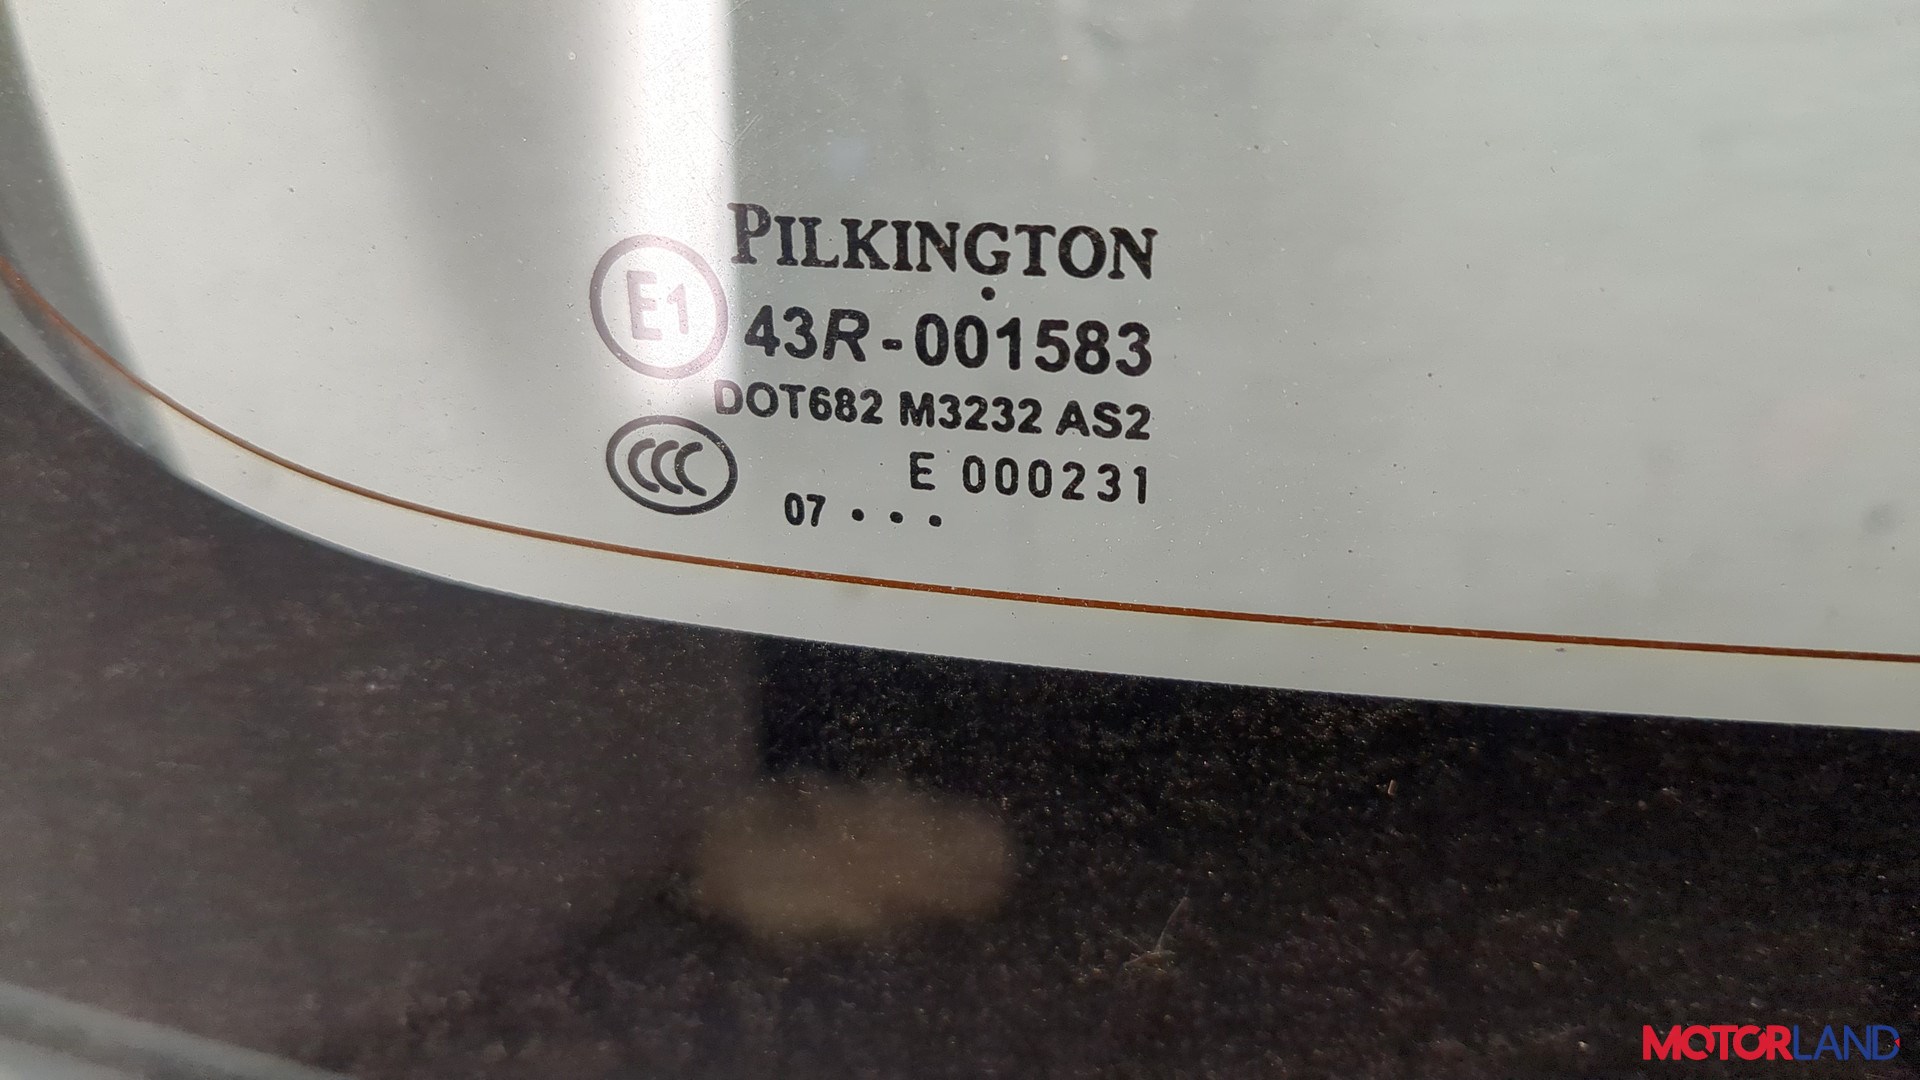 PILKINGTON
E1
43R-001583
DOT682 M3232 AS2
CCC
E 000231
07 • • •
MOTORLAND